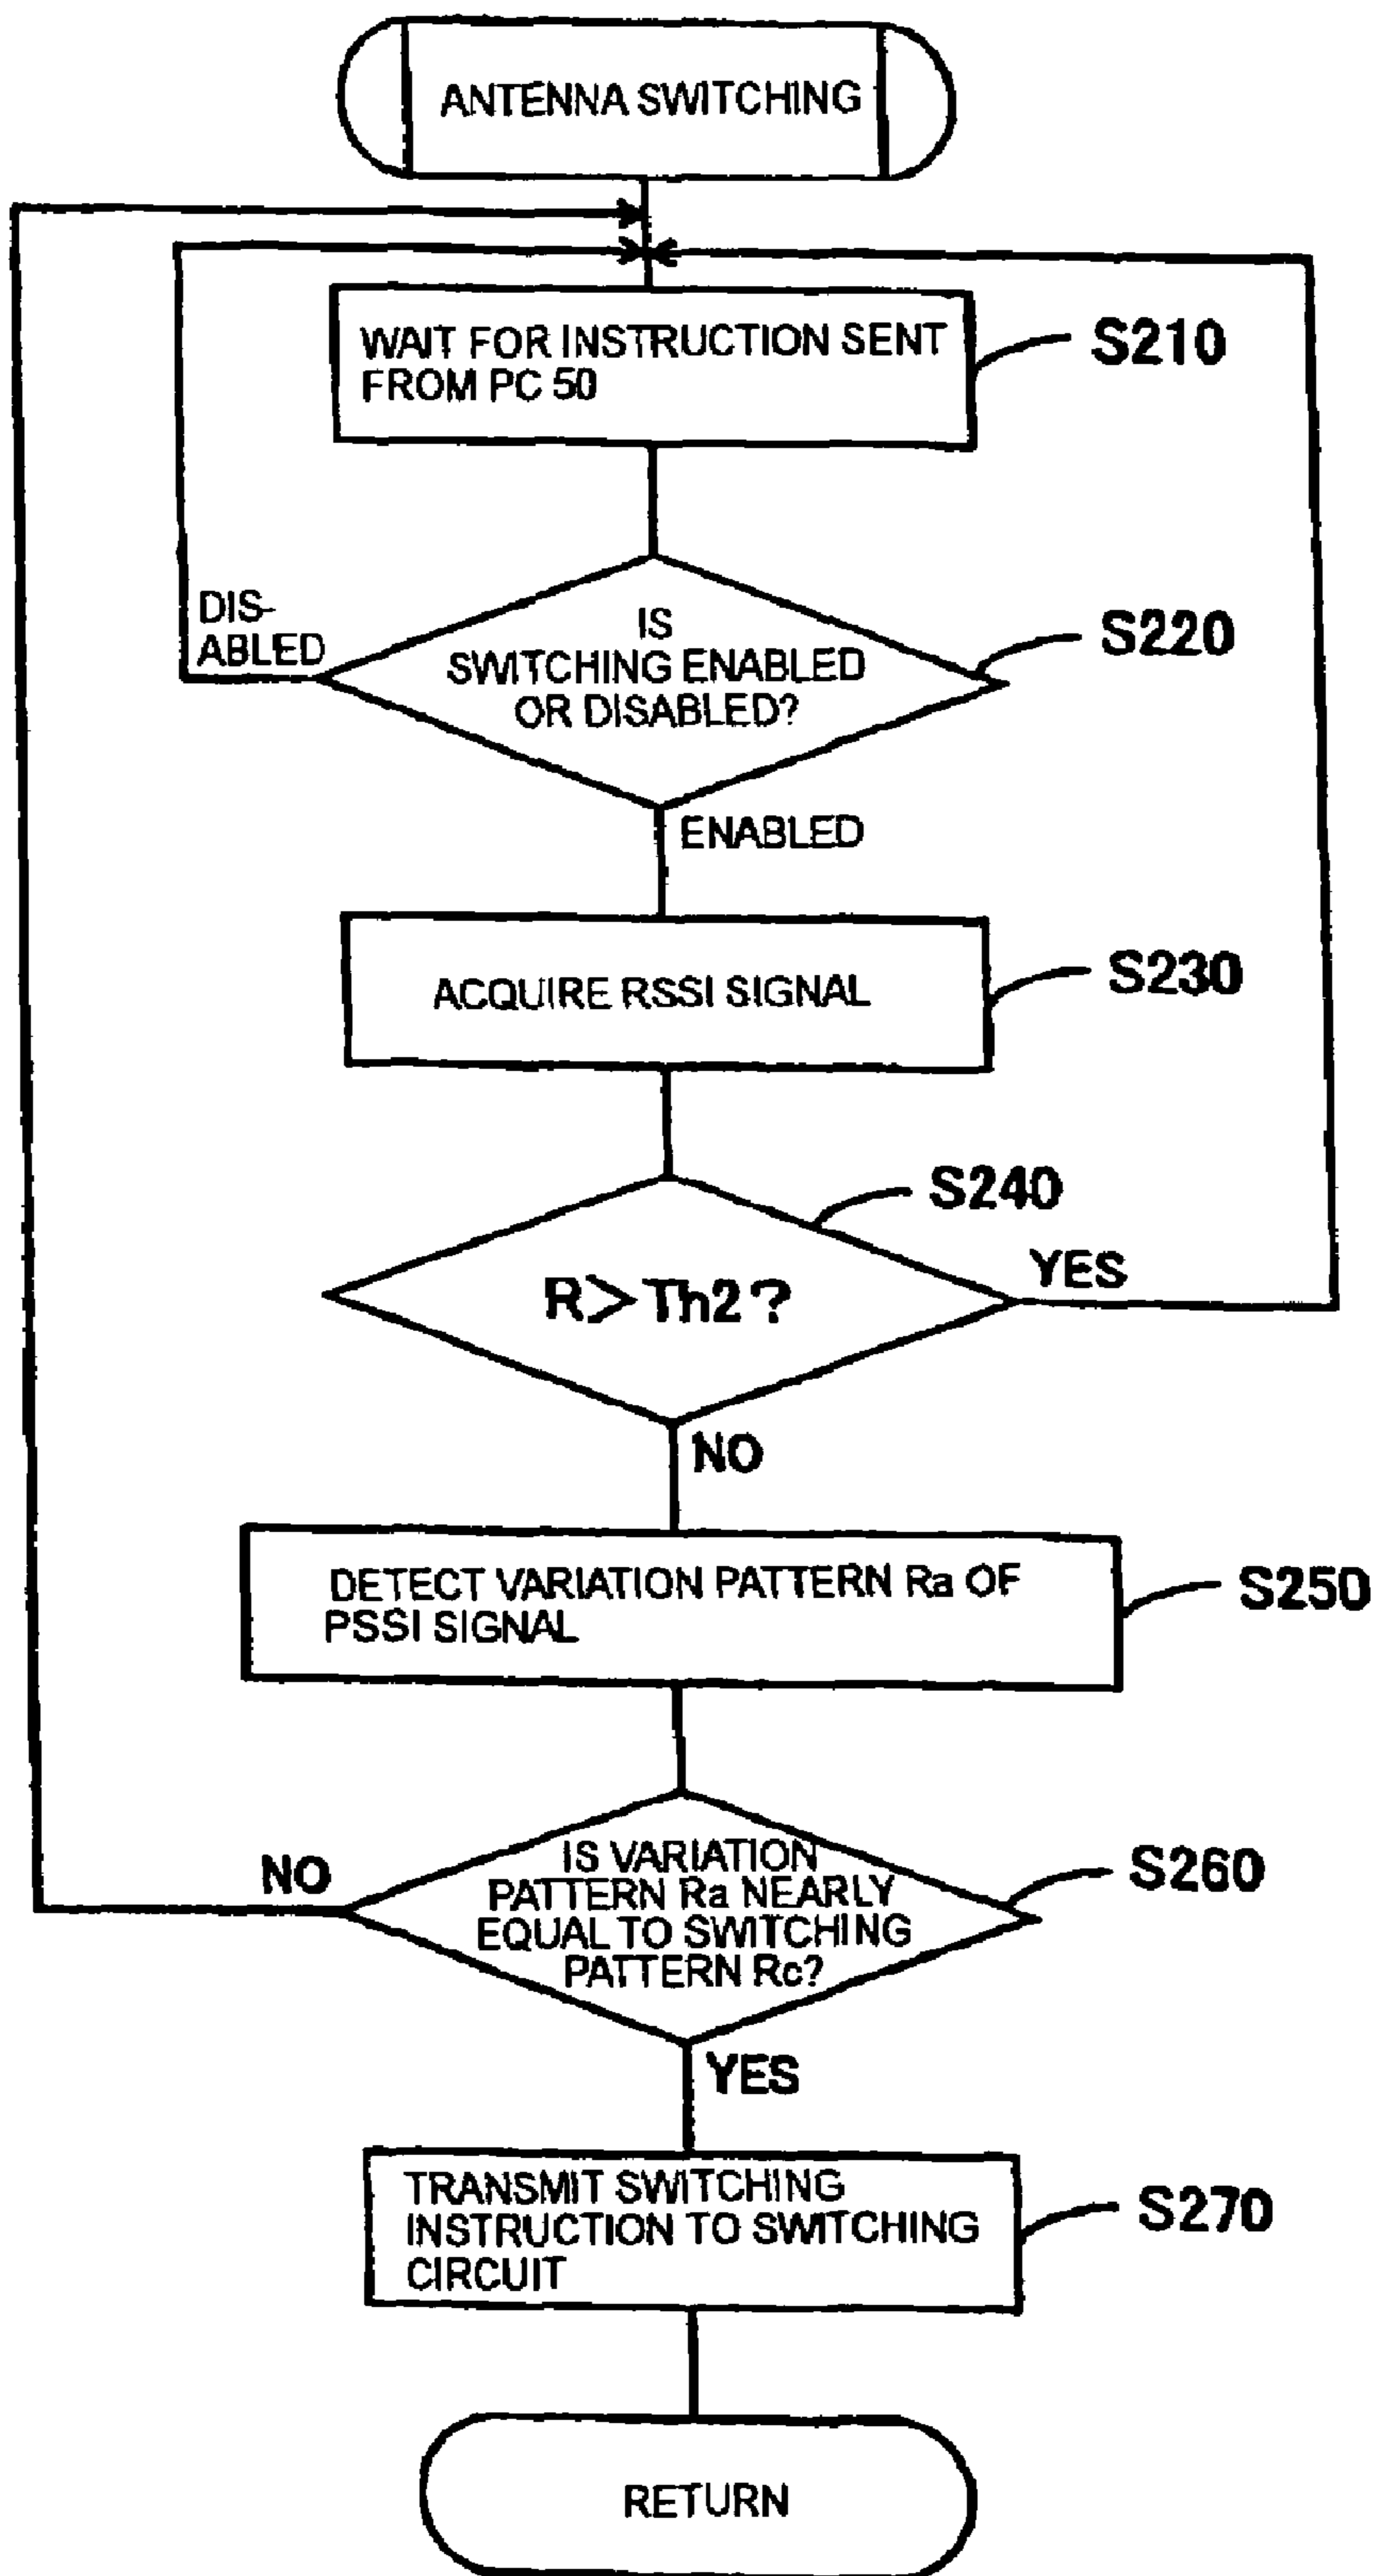 ANTENNA SWITCHING
WAIT FOR INSTRUCTION SENT
FROM PC 50
S210
DIS-
ABLED
IS
SWITCHING ENABLED
OR DISABLED?
S220
ENABLED
ACQUIRE RSSI SIGNAL
S230
S240
R>Th2?
YES
NO
DETECT VARIATION PATTERN Ra OF
PSSI SIGNAL
S250
NO
IS VARIATION
PATTERN Ra NEARLY
EQUAL TO SWITCHING
PATTERN Rc?
S260
YES
TRANSMIT SWITCHING
INSTRUCTION TO SWITCHING
CIRCUIT
S270
RETURN